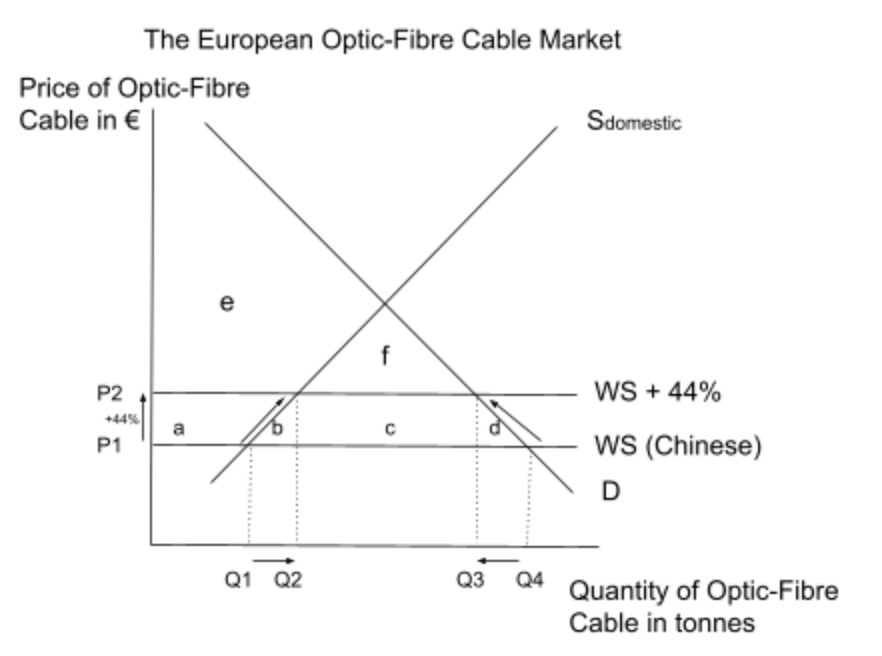 The European Optic-Fibre Cable Market
Price of Optic-Fibre
Cable in €
Sdomestic
e
f
P2
WS + 44%
+44%
a
b
c
d
P1
WS (Chinese)
D
Q1
Q2
Q3
Q4
Quantity of Optic-Fibre
Cable in tonnes